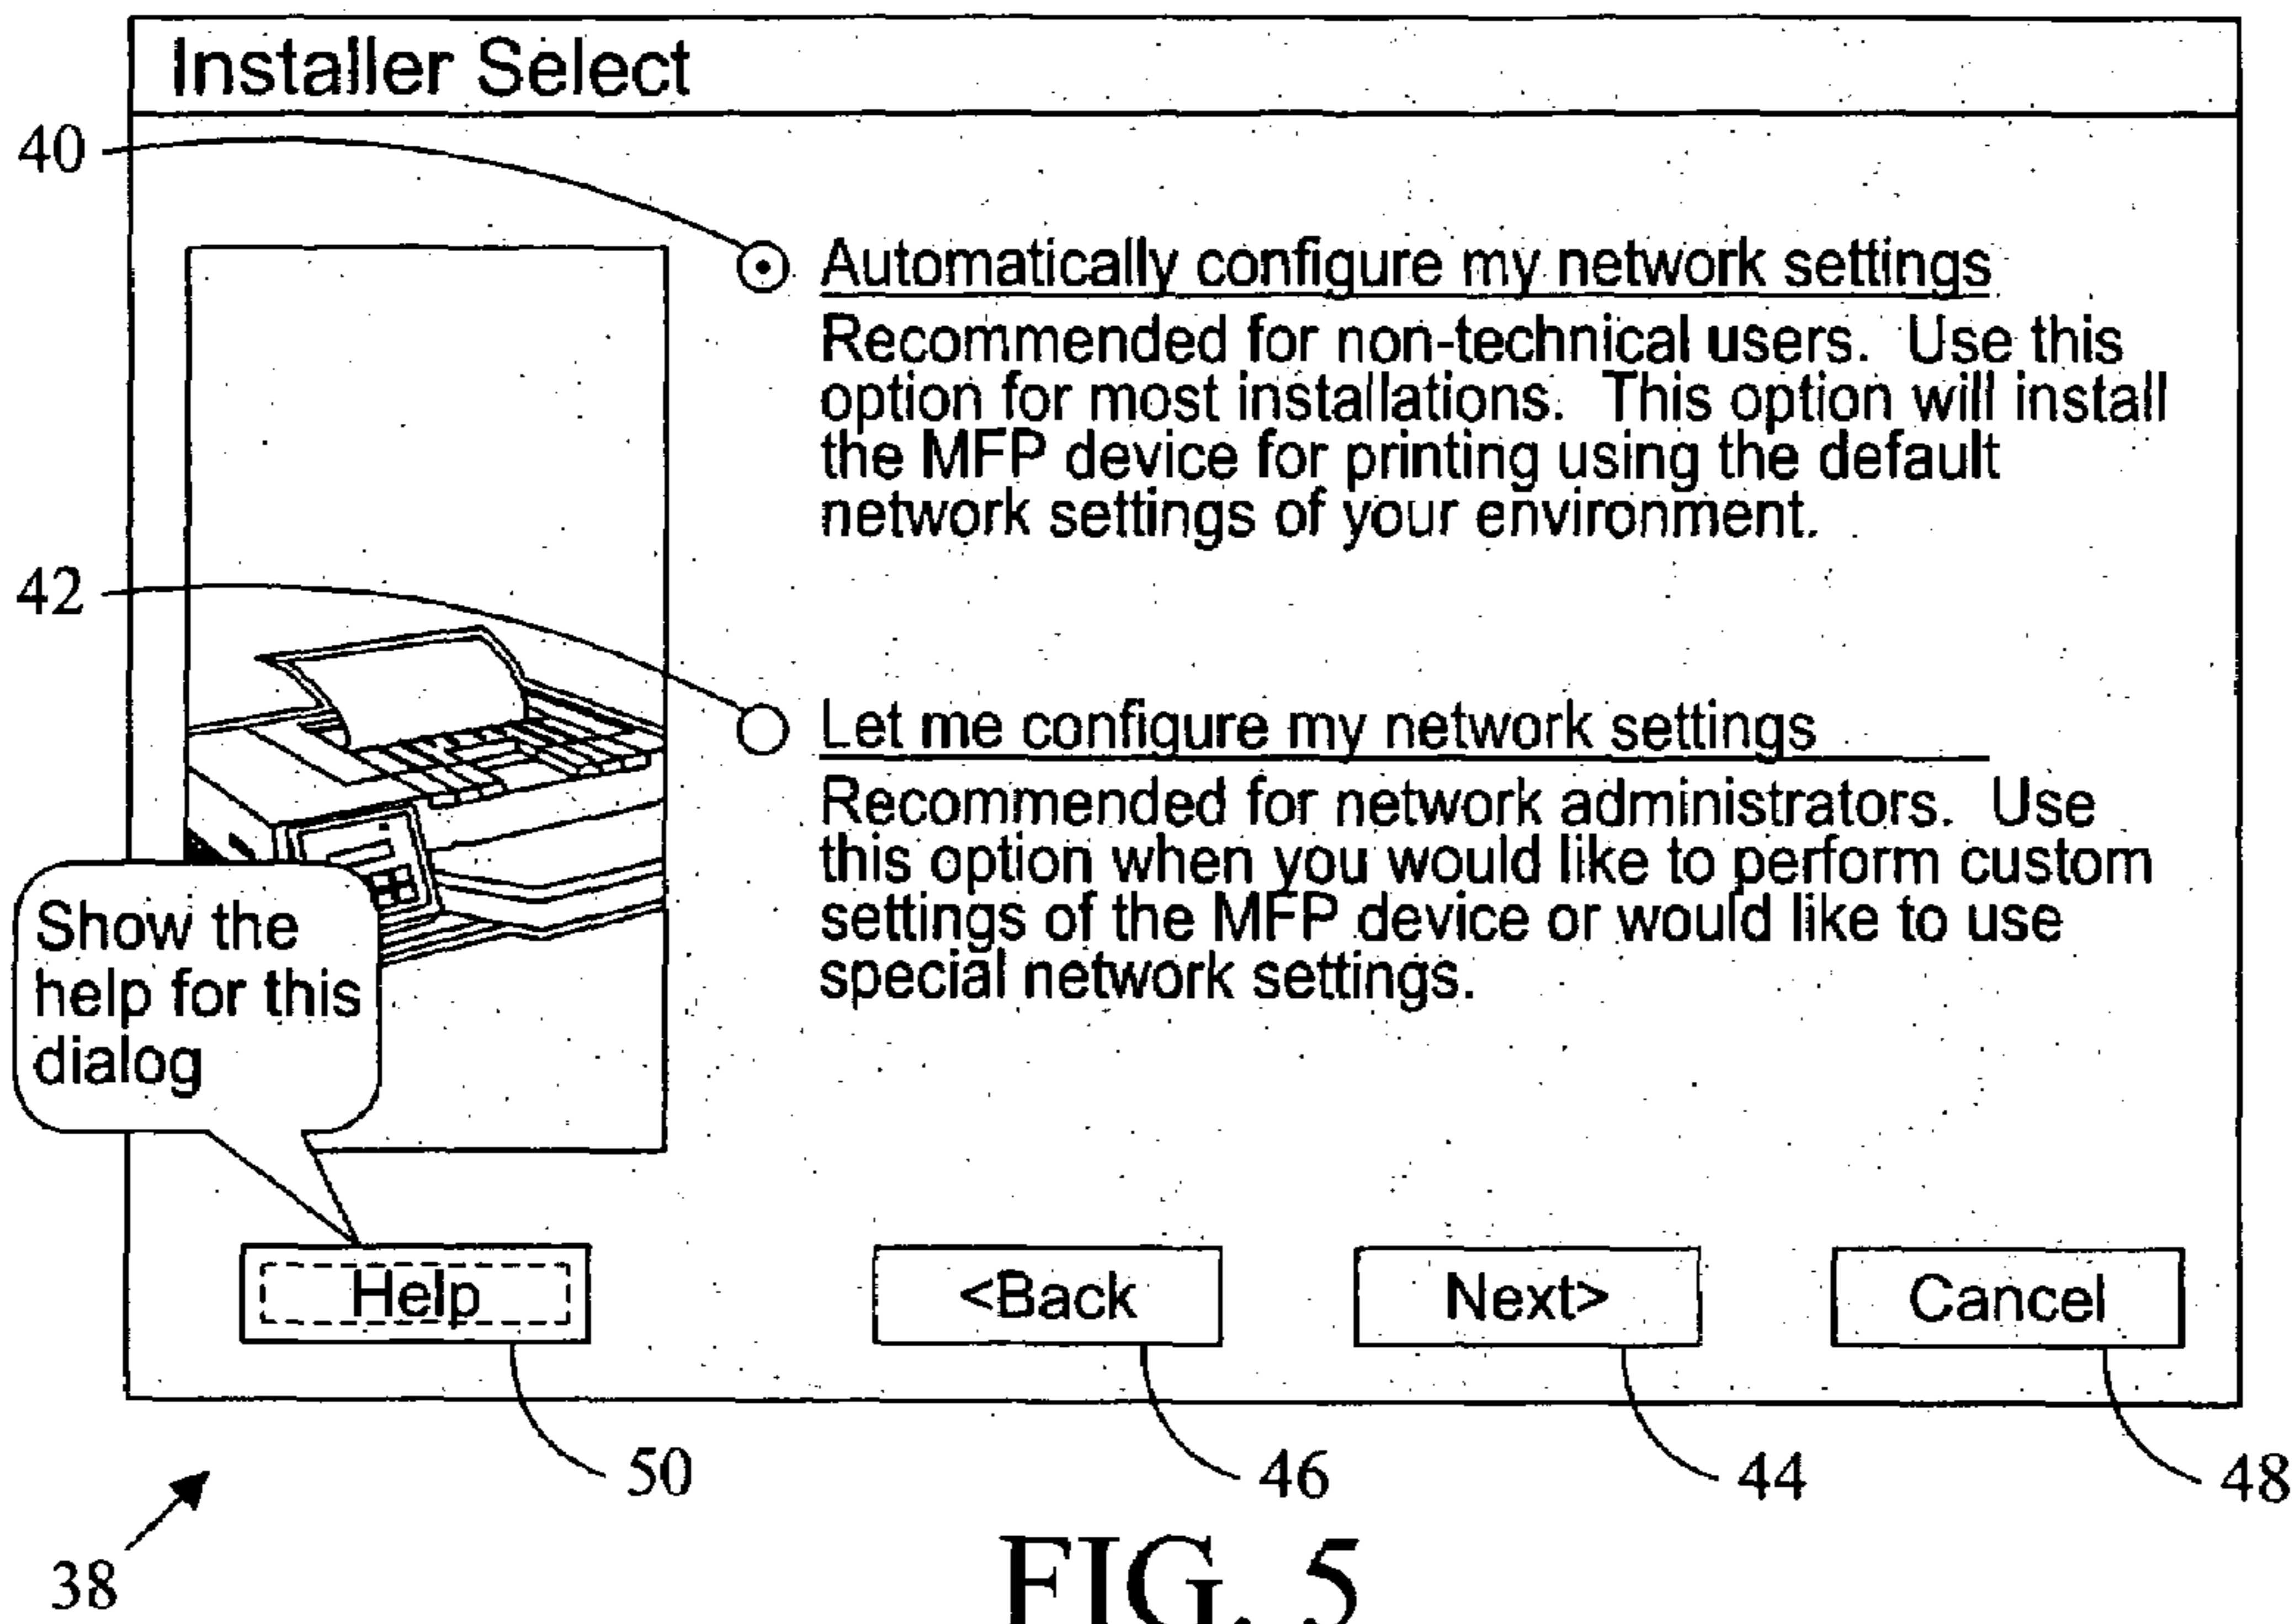 Installer Select
40
Automatically configure my network settings
Recommended for non-technical users. Use this
option for most installations. This option will install
the MFP device for printing using the default
network settings of your environment.
42
Let me configure my network settings
Recommended for network administrators. Use
this option when you would like to perform custom
settings of the MFP device or would like to use
special network settings.
Show the
help for this
dialog
Help
<Back
Next>
Cancel
50
46
44
48
38
FIG. 5